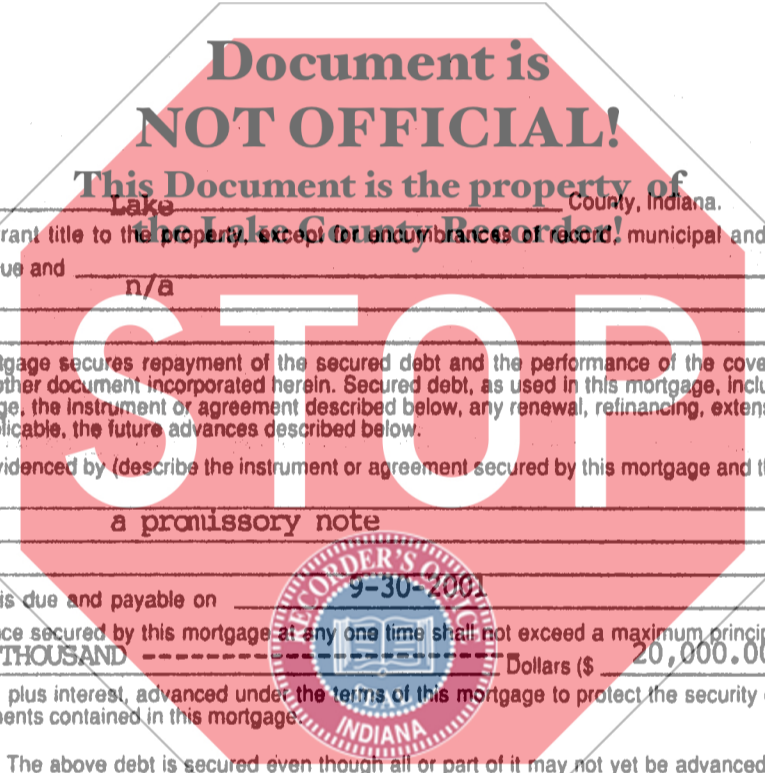 Document is
NOT OFFICIAL!
This Document is the property of
the Lake County Recorder!
STOP
Lake County, Indiana.
rant title to the property, except for encumbrances of record, municipal and
ue and
n/a
tgage secures repayment of the secured debt and the performance of the cove
other document incorporated herein. Secured debt, as used in this mortgage, inclu
ge, the instrument or agreement described below, any renewal, refinancing, extens
licable, the future advances described below.
videnced by (describe the instrument or agreement secured by this mortgage and th
a promissory note
is due and payable on 9-30-2001
ce secured by this mortgage at any one time shall not exceed a maximum princip
THOUSAND ------------------------------ Dollars ($ 20,000.00
plus interest, advanced under the terms of this mortgage to protect the security
ents contained in this mortgage.
RECORDER'S OFFICE
INDIANA
The above debt is secured even though all or part of it may not yet be advanced